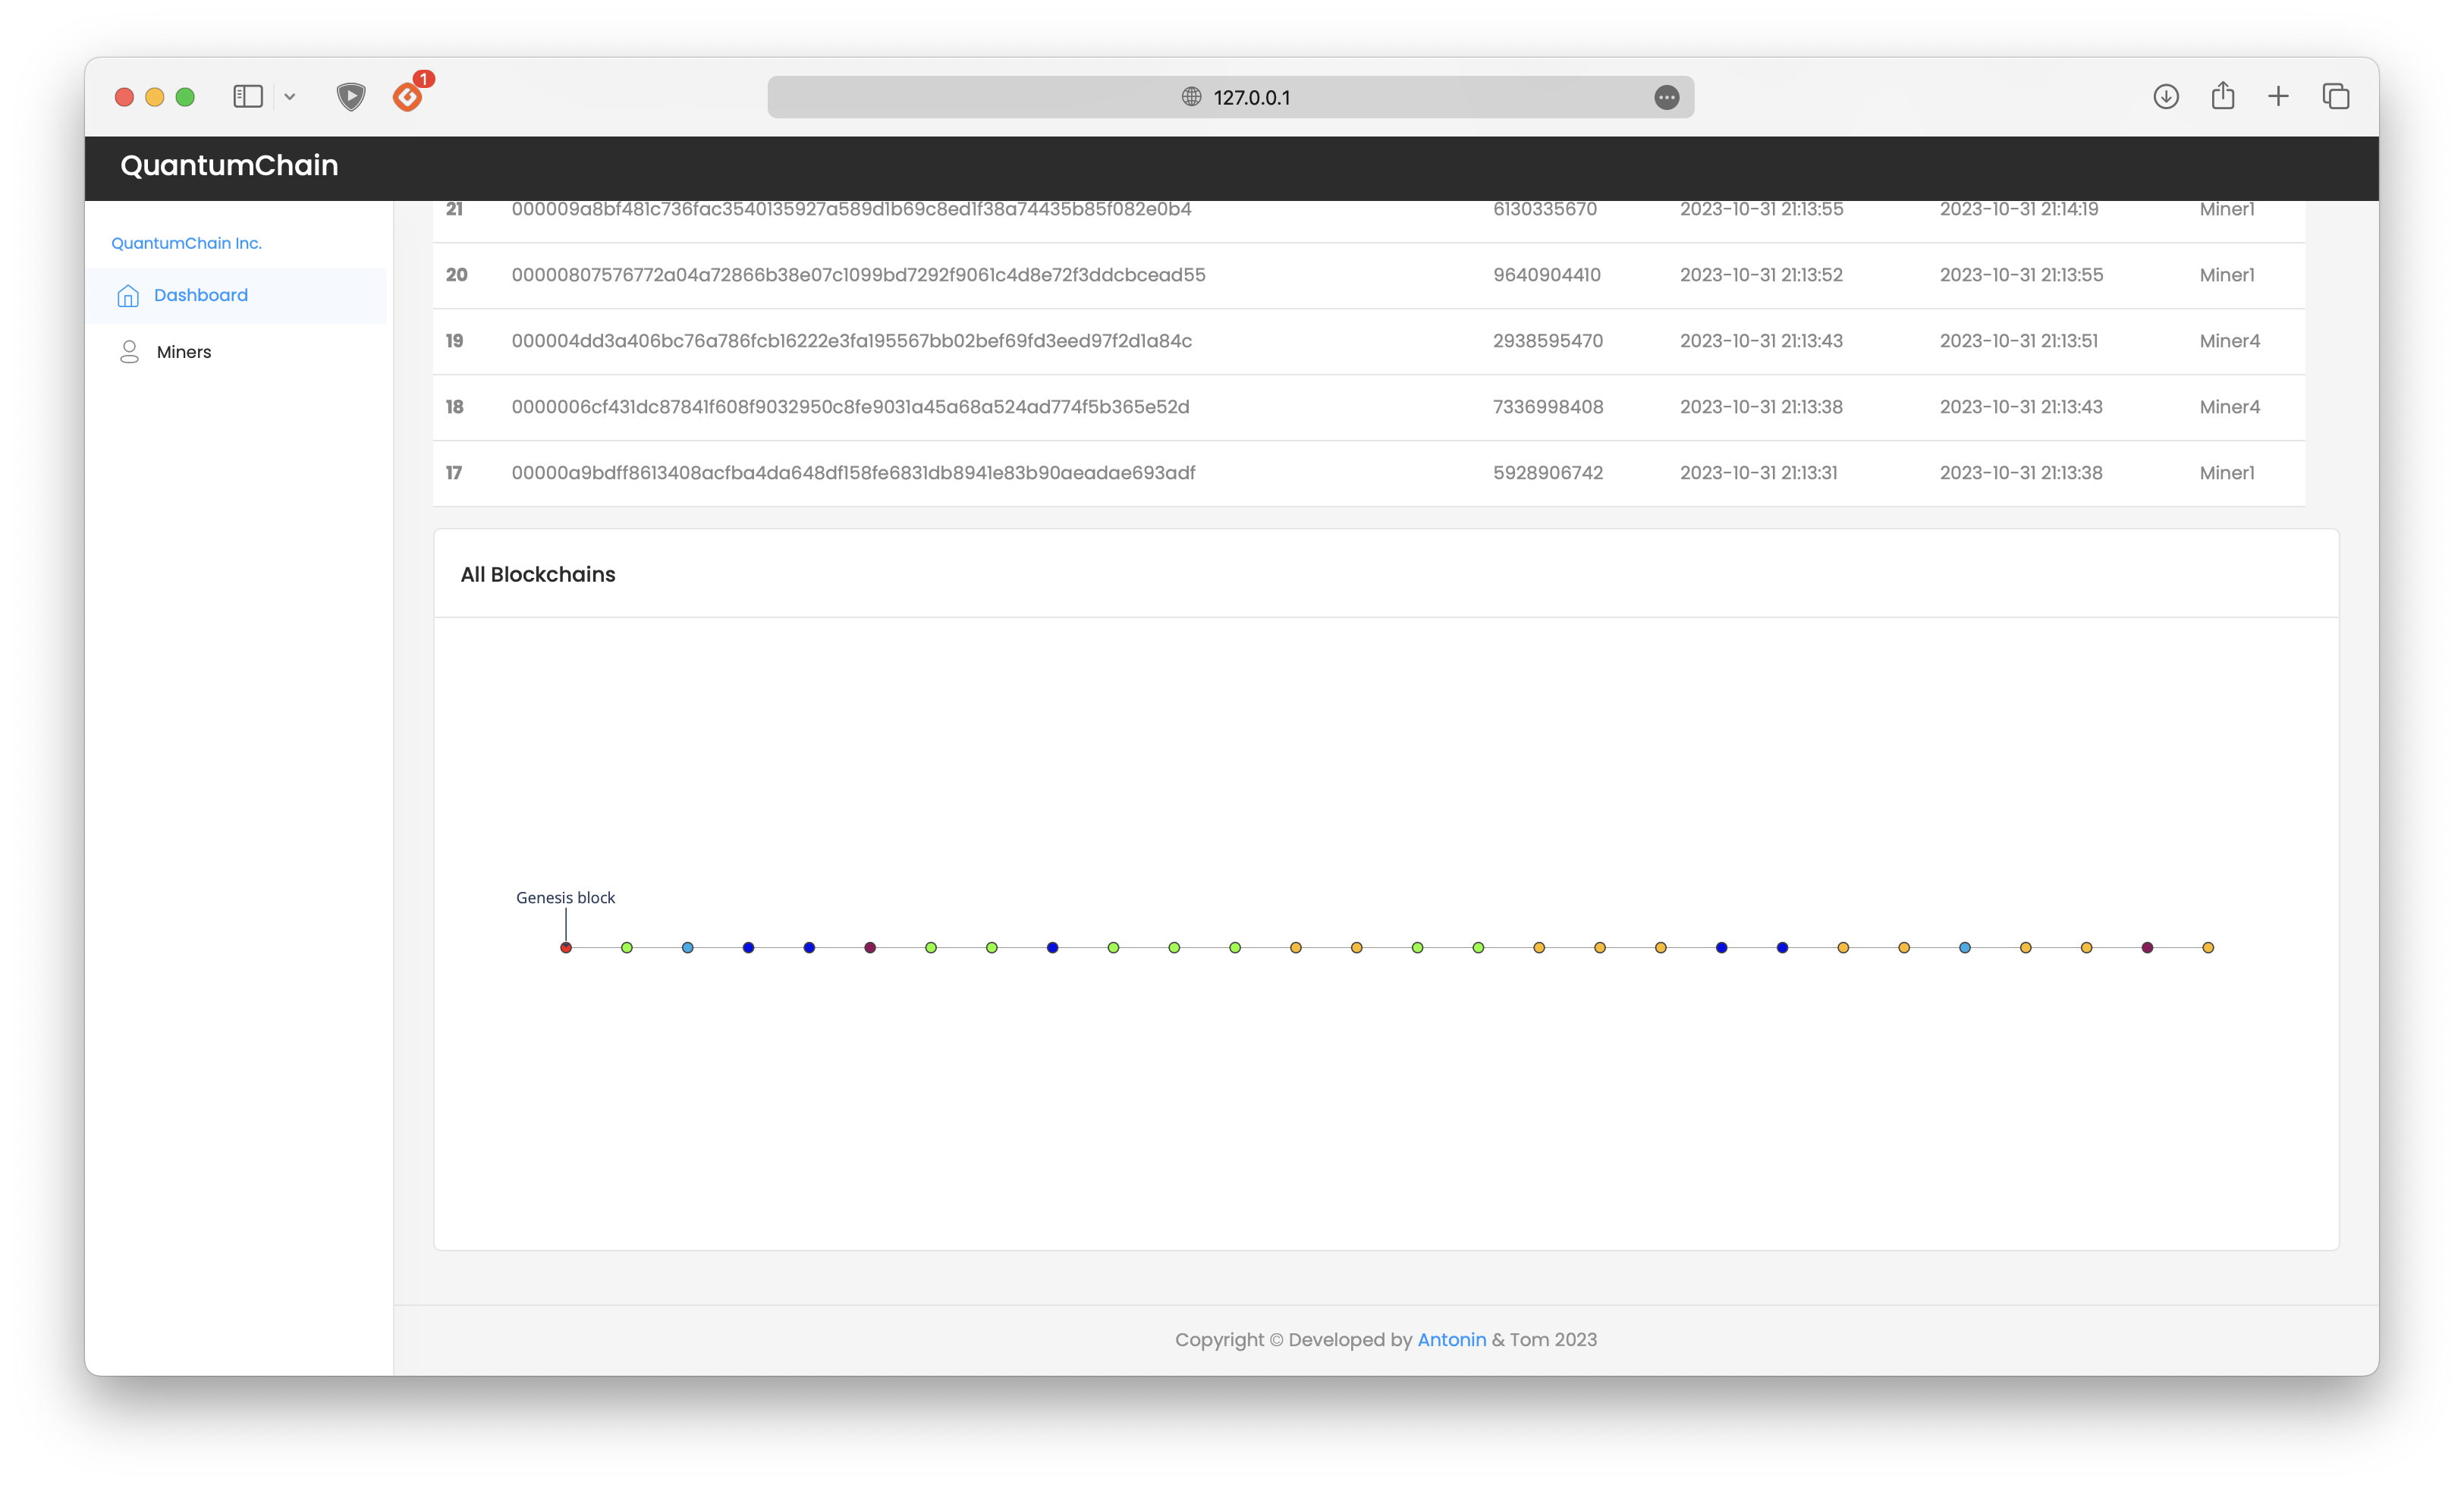 1
127.0.0.1
QuantumChain
QuantumChain Inc.
Dashboard
Miners
21 000009a8bf481c736fac3540135927a589d1b69c8ed1f38a74435b85f082e0b4 6130335670 2023-10-31 21:13:55 2023-10-31 21:14:19 Miner1
20 00000807576772a04a72866b38e07c1099bd7292f9061c4d8e72f3ddcbcead55 9640904410 2023-10-31 21:13:52 2023-10-31 21:13:55 Miner1
19 000004dd3a406bc76a786fcb16222e3fa195567bb02bef69fd3eed97f2d1a84c 2938595470 2023-10-31 21:13:43 2023-10-31 21:13:51 Miner4
18 0000006cf431dc87841f608f9032950c8fe9031a45a68a524ad774f5b365e52d 7336998408 2023-10-31 21:13:38 2023-10-31 21:13:43 Miner4
17 00000a9bdff8613408acfba4da648df158fe6831db8941e83b90aeadae693adf 5928906742 2023-10-31 21:13:31 2023-10-31 21:13:38 Miner1
All Blockchains
Genesis block
Copyright © Developed by Antonin & Tom 2023